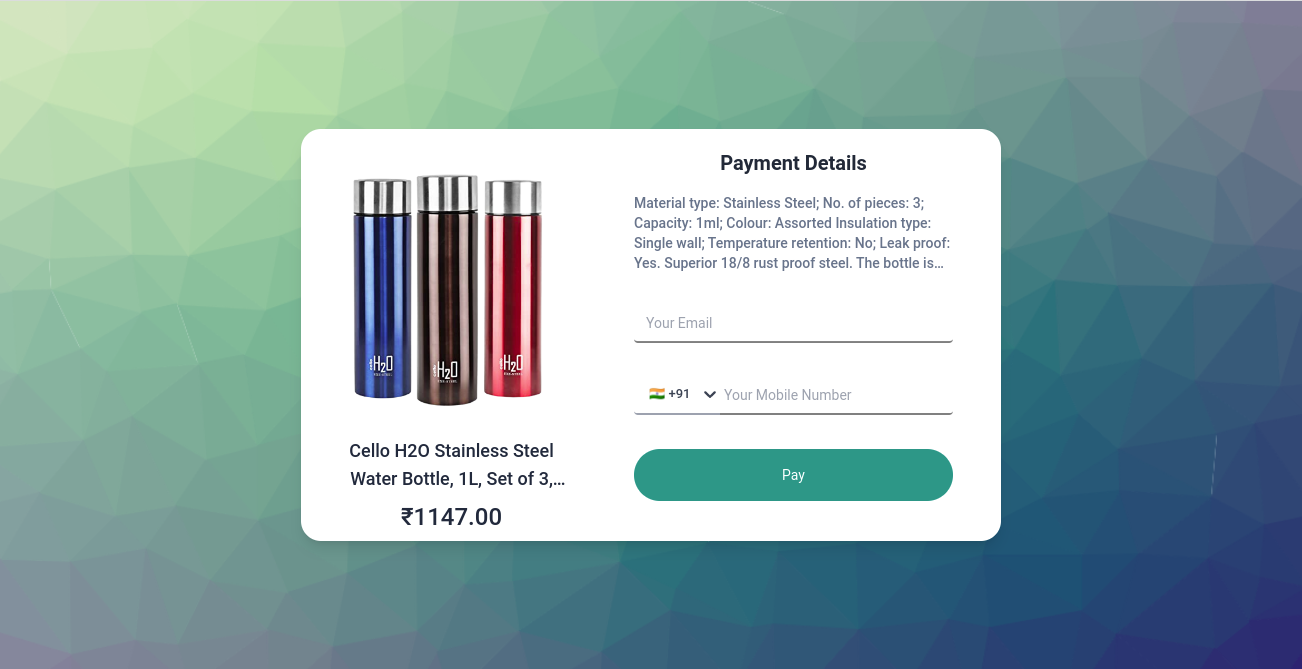 Payment Details
Material type: Stainless Steel; No. of pieces: 3;
Capacity: 1ml; Colour: Assorted Insulation type:
Single wall; Temperature retention: No; Leak proof:
Yes. Superior 18/8 rust proof steel. The bottle is…
Your Email
+91
Your Mobile Number
Pay
H2O
H2O
H2O
Cello H2O Stainless Steel
Water Bottle, 1L, Set of 3,…
₹1147.00